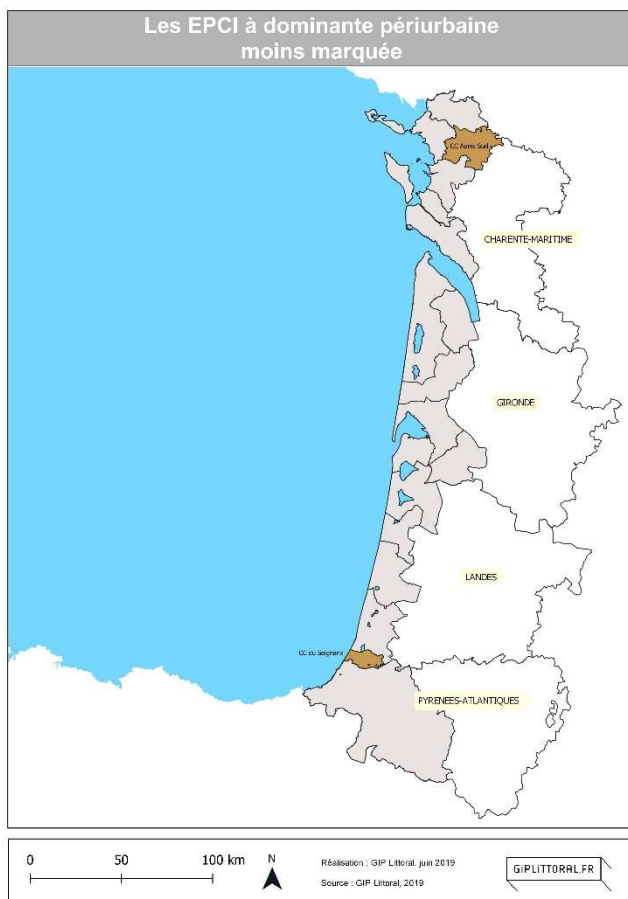 Les EPCI à dominante périurbaine
moins marquée
CC Aunis Sud
CHARENTE-MARITIME
GIRONDE
LANDES
CC du Seignanx
PYRENEES-ATLANTIQUES
0 50 100 km
N
Réalisation : GIP Littoral. juin 2019
Source : GIP Littoral, 2019
GIPLITTORAL.FR